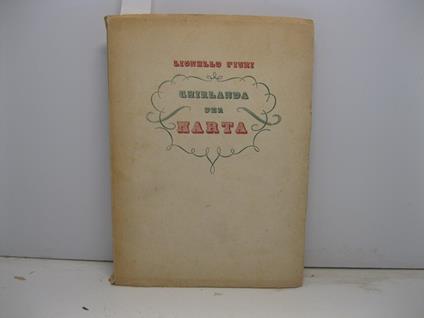 LIONELLO FIUMI
GHIRLANDA
PER
MARTA